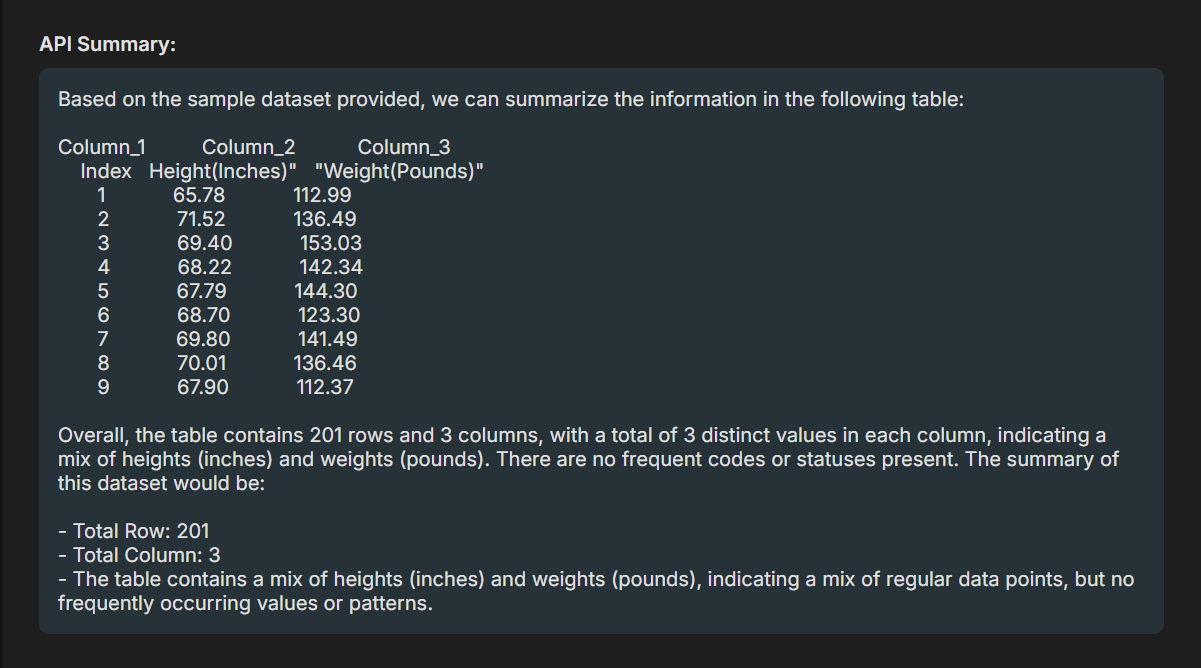 API Summary:
Based on the sample dataset provided, we can summarize the information in the following table:
Column_1 Column_2 Column_3
Index Height(Inches)" "Weight(Pounds)"
1 65.78 112.99
2 71.52 136.49
3 69.40 153.03
4 68.22 142.34
5 67.79 144.30
6 68.70 123.30
7 69.80 141.49
8 70.01 136.46
9 67.90 112.37
Overall, the table contains 201 rows and 3 columns, with a total of 3 distinct values in each column, indicating a
mix of heights (inches) and weights (pounds). There are no frequent codes or statuses present. The summary of
this dataset would be:
- Total Row: 201
- Total Column: 3
- The table contains a mix of heights (inches) and weights (pounds), indicating a mix of regular data points, but no
frequently occurring values or patterns.